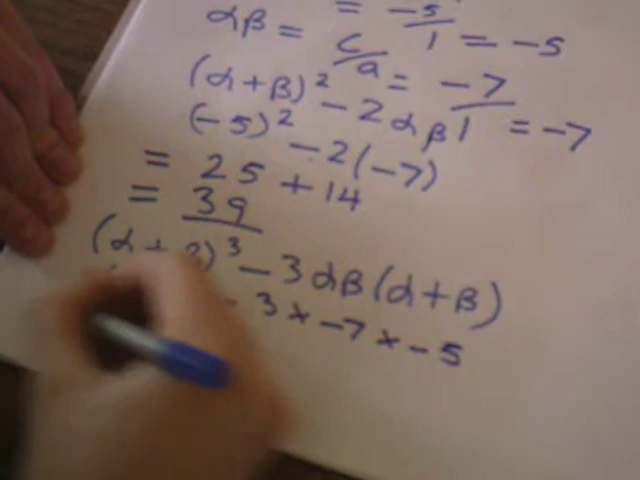 = -5/1 = -5
αβ = c/a = -7/1 = -7
(α+β)² - 2αβ
(-5)² - 2(-7)
= 25 + 14
= 39
(α+β)³ - 3αβ(α+β)
3 x -7 x -5